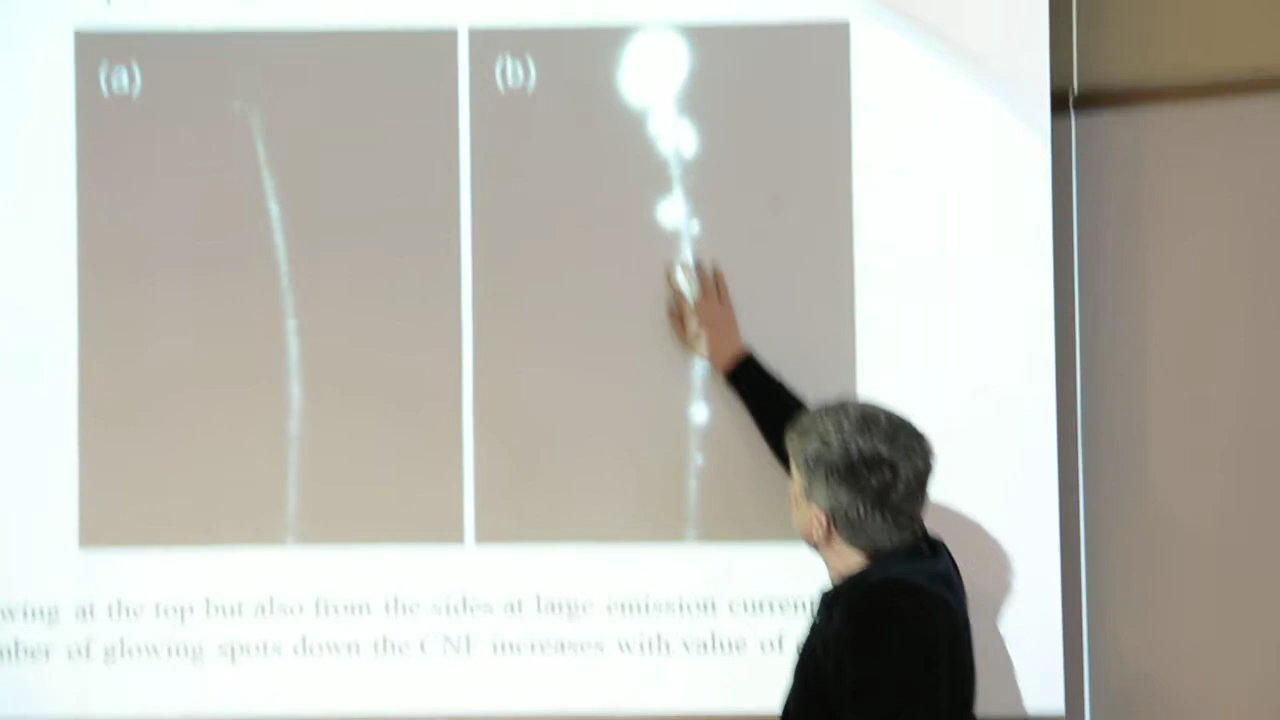 (a) (b)
wing at the top but also from the sides at large emission current
mber of glowing spots down the CNF increases with value of